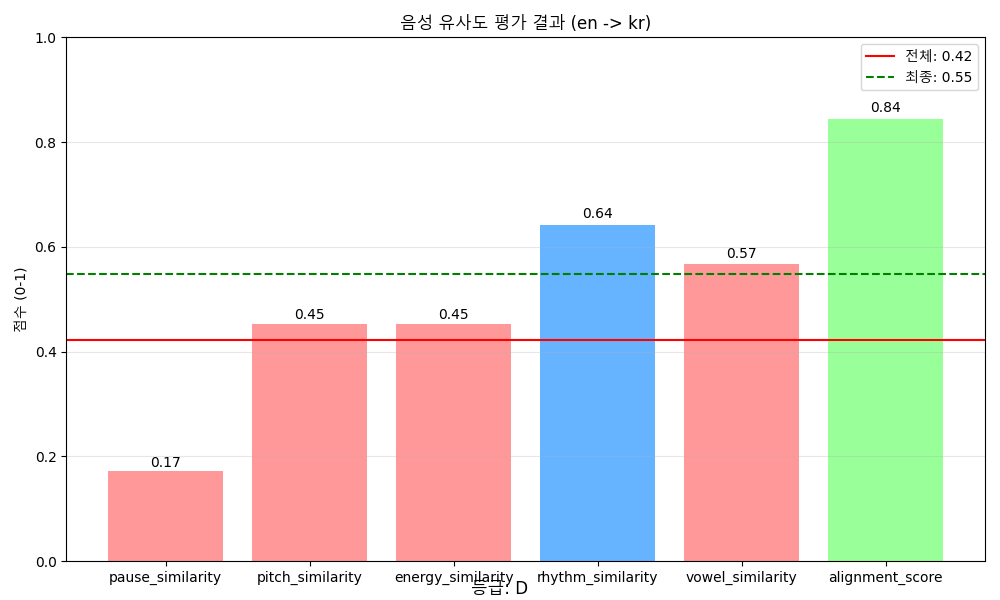 음성 유사도 평가 결과 (en -> kr)
전체: 0.42
최종: 0.55
점수 (0-1)
1.0
0.8
0.6
0.4
0.2
0.0
0.17
0.45
0.45
0.64
0.57
0.84
pause_similarity
pitch_similarity
energy_similarity
rhythm_similarity
vowel_similarity
alignment_score
등급: D